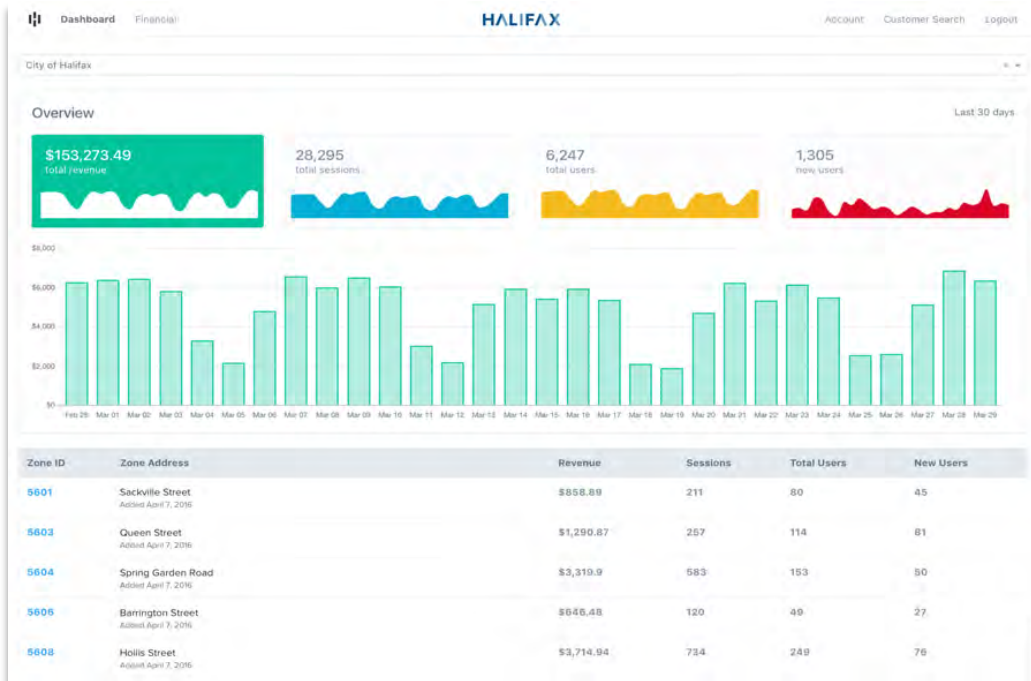 Dashboard Financial HALIFAX Account Customer Search Logout
City of Halifax
Overview Last 30 days
$153,273.49 28,295 6,247 1,305
total revenue total sessions total users new users
$8,000
$6,000
$4,000
$2,000
$0
Feb 28 Mar 01 Mar 02 Mar 03 Mar 04 Mar 05 Mar 06 Mar 07 Mar 08 Mar 09 Mar 10 Mar 11 Mar 12 Mar 13 Mar 14 Mar 15 Mar 16 Mar 17 Mar 18 Mar 19 Mar 20 Mar 21 Mar 22 Mar 23 Mar 24 Mar 25 Mar 26 Mar 27 Mar 28 Mar 29
Zone ID Zone Address Revenue Sessions Total Users New Users
5601 Sackville Street $858.89 211 80 45
Added April 7, 2016
5603 Queen Street $1,290.87 257 114 81
Added April 7, 2016
5604 Spring Garden Road $3,319.9 583 153 50
Added April 7, 2016
5606 Barrington Street $646.48 120 49 27
Added April 7, 2016
5608 Hollis Street $3,714.94 734 249 76
Added April 7, 2016